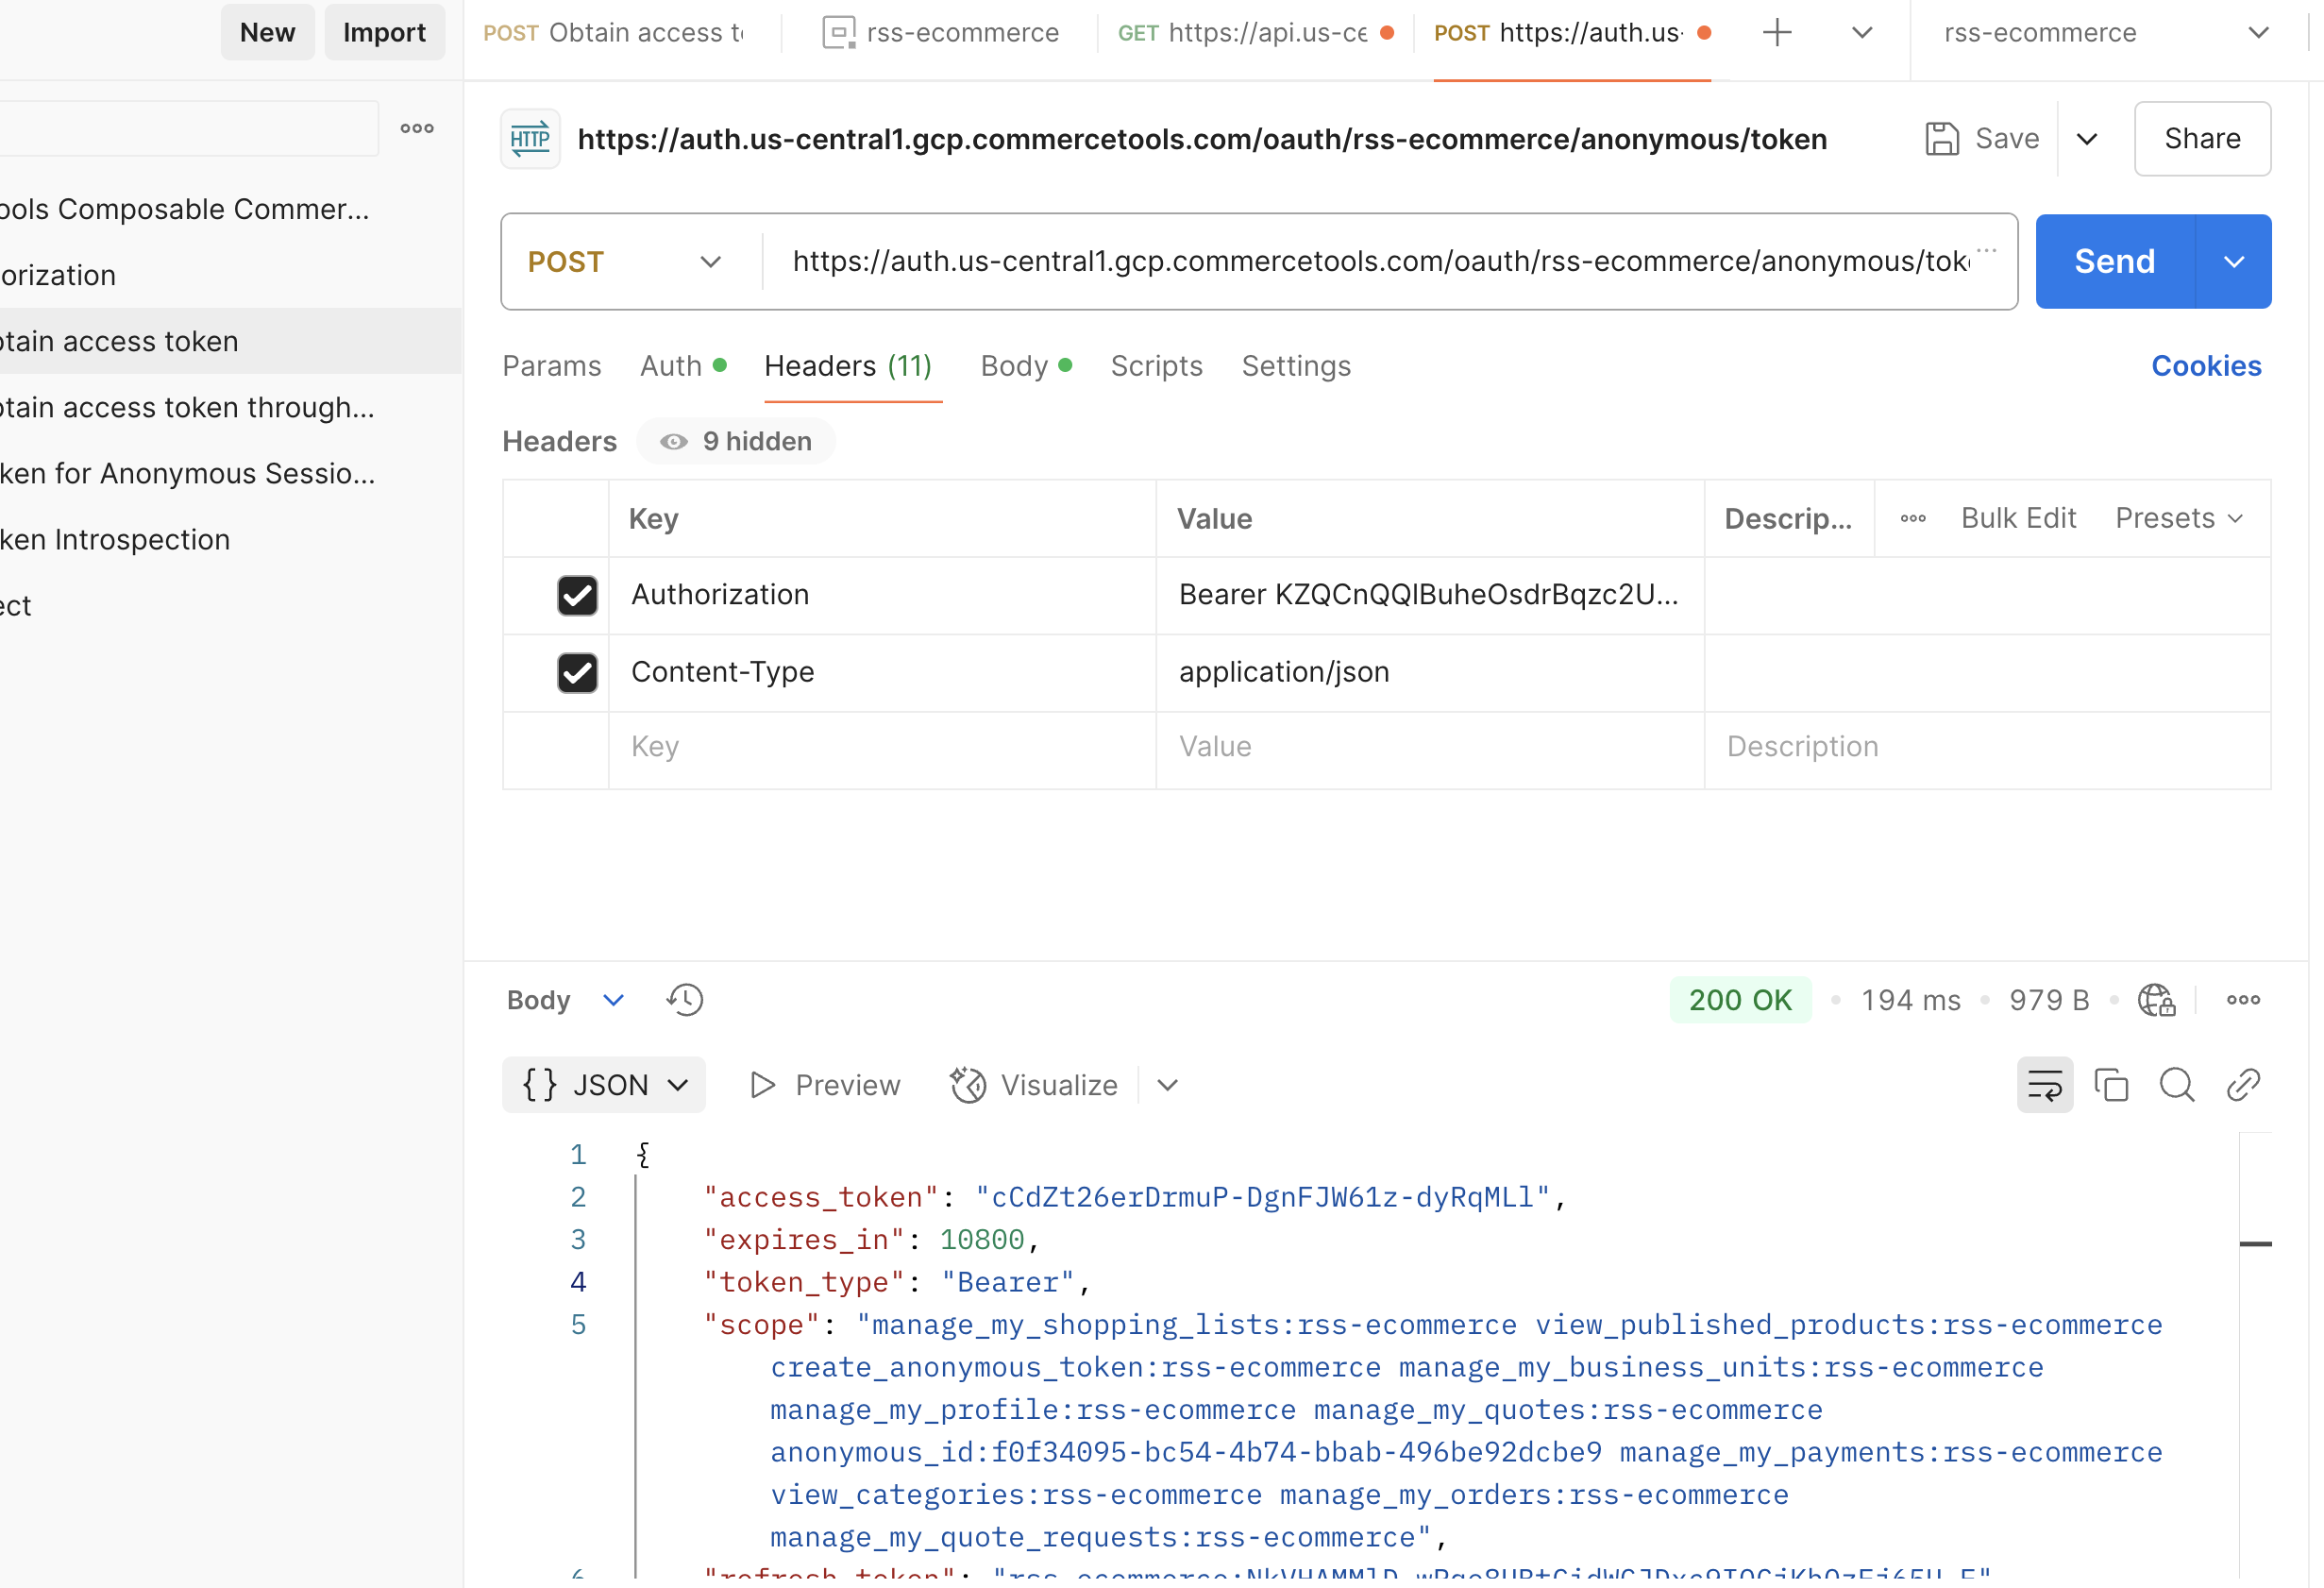 New Import POST Obtain access t rss-ecommerce GET https://api.us-ce POST https://auth.us- rss-ecommerce
HTTP https://auth.us-central1.gcp.commercetools.com/oauth/rss-ecommerce/anonymous/token Save Share
ools Composable Commer...
orization
POST https://auth.us-central1.gcp.commercetools.com/oauth/rss-ecommerce/anonymous/tok Send
btain access token
Params Auth Headers (11) Body Scripts Settings Cookies
btain access token through...
Headers 9 hidden
ken for Anonymous Sessio...
Key Value Descrip... Bulk Edit Presets
ken Introspection
Authorization Bearer KZQCnQQIBuheOsdrBqzc2U...
ect
Content-Type application/json
Key Value Description
Body 200 OK 194 ms 979 B
{} JSON Preview Visualize
1 {
2 "access_token": "cCdZt26erDrmuP-DgnFJW61z-dyRqMLl",
3 "expires_in": 10800,
4 "token_type": "Bearer",
5 "scope": "manage_my_shopping_lists:rss-ecommerce view_published_products:rss-ecommerce
create_anonymous_token:rss-ecommerce manage_my_business_units:rss-ecommerce
manage_my_profile:rss-ecommerce manage_my_quotes:rss-ecommerce
anonymous_id:f0f34095-bc54-4b74-bbab-496be92dcbe9 manage_my_payments:rss-ecommerce
view_categories:rss-ecommerce manage_my_orders:rss-ecommerce
manage_my_quote_requests:rss-ecommerce",
6 "refresh_token":